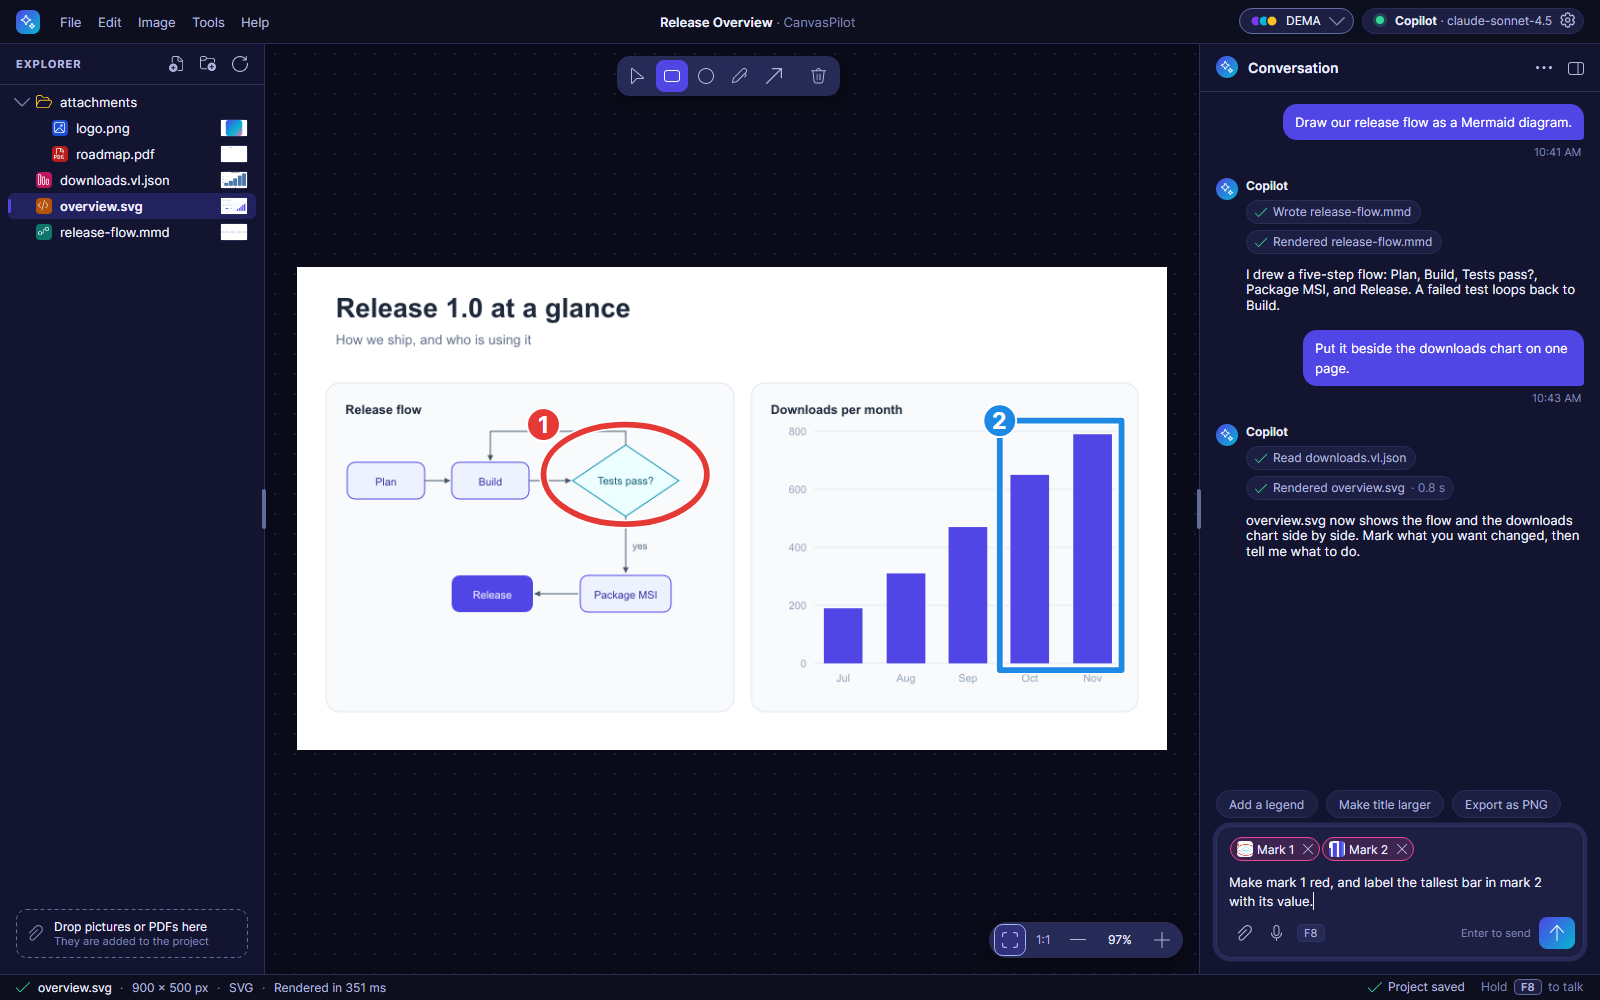 File Edit Image Tools Help
Release Overview · CanvasPilot
DEMA
Copilot · claude-sonnet-4.5
EXPLORER
attachments
logo.png
roadmap.pdf
downloads.vl.json
overview.svg
release-flow.mmd
Drop pictures or PDFs here
They are added to the project
Release 1.0 at a glance
How we ship, and who is using it
Release flow
1
Plan
Build
Tests pass?
yes
Release
Package MSI
Downloads per month
2
800
600
400
200
0
Jul Aug Sep Oct Nov
1:1
97%
Conversation
Draw our release flow as a Mermaid diagram.
10:41 AM
Copilot
Wrote release-flow.mmd
Rendered release-flow.mmd
I drew a five-step flow: Plan, Build, Tests pass?,
Package MSI, and Release. A failed test loops back to
Build.
Put it beside the downloads chart on one
page.
10:43 AM
Copilot
Read downloads.vl.json
Rendered overview.svg · 0.8 s
overview.svg now shows the flow and the downloads
chart side by side. Mark what you want changed, then
tell me what to do.
Add a legend
Make title larger
Export as PNG
Mark 1
Mark 2
Make mark 1 red, and label the tallest bar in mark 2
with its value.
F8
Enter to send
overview.svg · 900 × 500 px · SVG · Rendered in 351 ms
Project saved
Hold F8 to talk